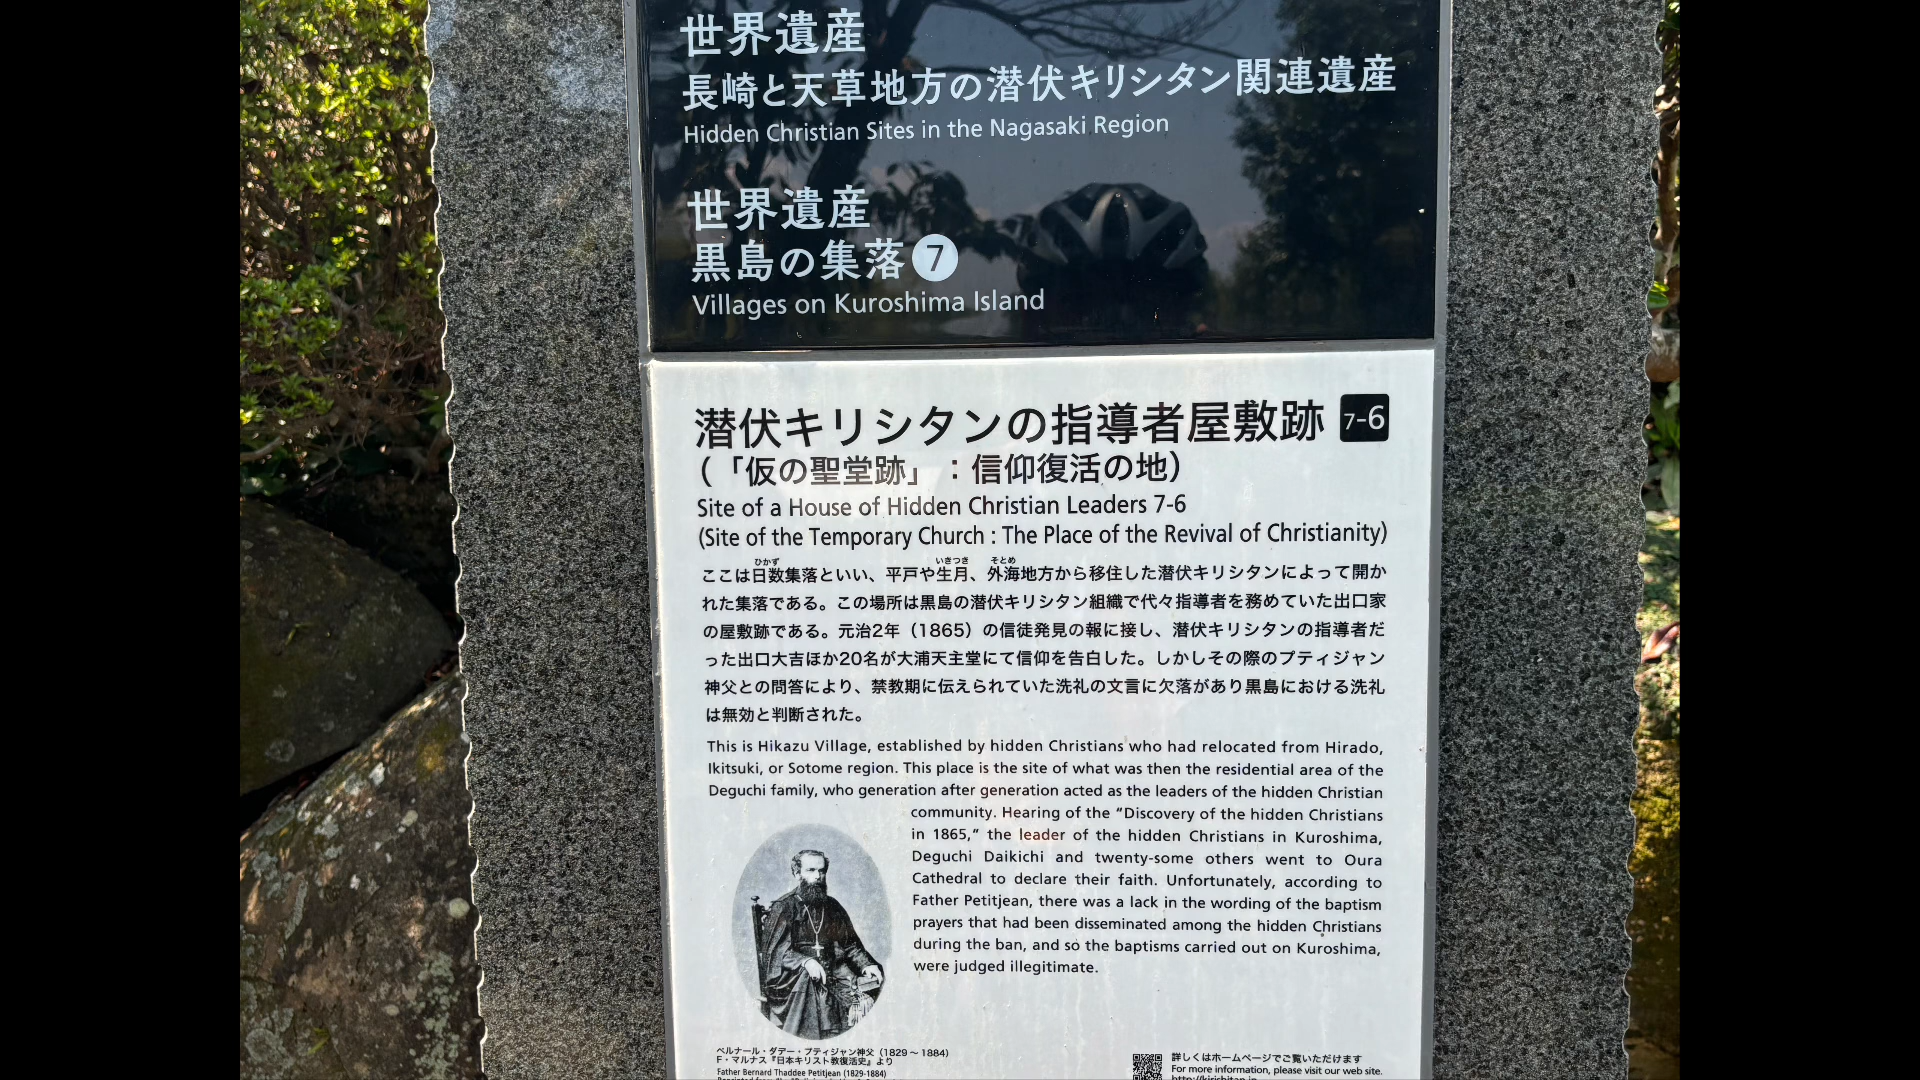 世界遺産
長崎と天草地方の潜伏キリシタン関連遺産
Hidden Christian Sites in the Nagasaki Region
世界遺産
黒島の集落 7
Villages on Kuroshima Island
潜伏キリシタンの指導者屋敷跡 7-6
(「仮の聖堂跡」:信仰復活の地)
Site of a House of Hidden Christian Leaders 7-6
(Site of the Temporary Church : The Place of the Revival of Christianity)
ひかず いきつき そとめ
ここは日数集落といい、平戸や生月、外海地方から移住した潜伏キリシタンによって開か
れた集落である。この場所は黒島の潜伏キリシタン組織で代々指導者を務めていた出口家
の屋敷跡である。元治2年(1865)の信徒発見の報に接し、潜伏キリシタンの指導者だ
った出口大吉ほか20名が大浦天主堂にて信仰を告白した。しかしその際のプティジャン
神父との問答により、禁教期に伝えられていた洗礼の文言に欠落があり黒島における洗礼
は無効と判断された。
This is Hikazu Village, established by hidden Christians who had relocated from Hirado,
Ikitsuki, or Sotome region. This place is the site of what was then the residential area of the
Deguchi family, who generation after generation acted as the leaders of the hidden Christian
community. Hearing of the “Discovery of the hidden Christians
in 1865,” the leader of the hidden Christians in Kuroshima,
Deguchi Daikichi and twenty-some others went to Oura
Cathedral to declare their faith. Unfortunately, according to
Father Petitjean, there was a lack in the wording of the baptism
prayers that had been disseminated among the hidden Christians
during the ban, and so the baptisms carried out on Kuroshima,
were judged illegitimate.
ベルナール・タデー・プティジャン神父(1829~1884)
F・マルナス『日本キリスト教復活史』より
Father Bernard Thaddee Petitjean (1829-1884)
詳しくはホームページでご覧いただけます
For more information, please visit our web site.
http://kirishitan.jp